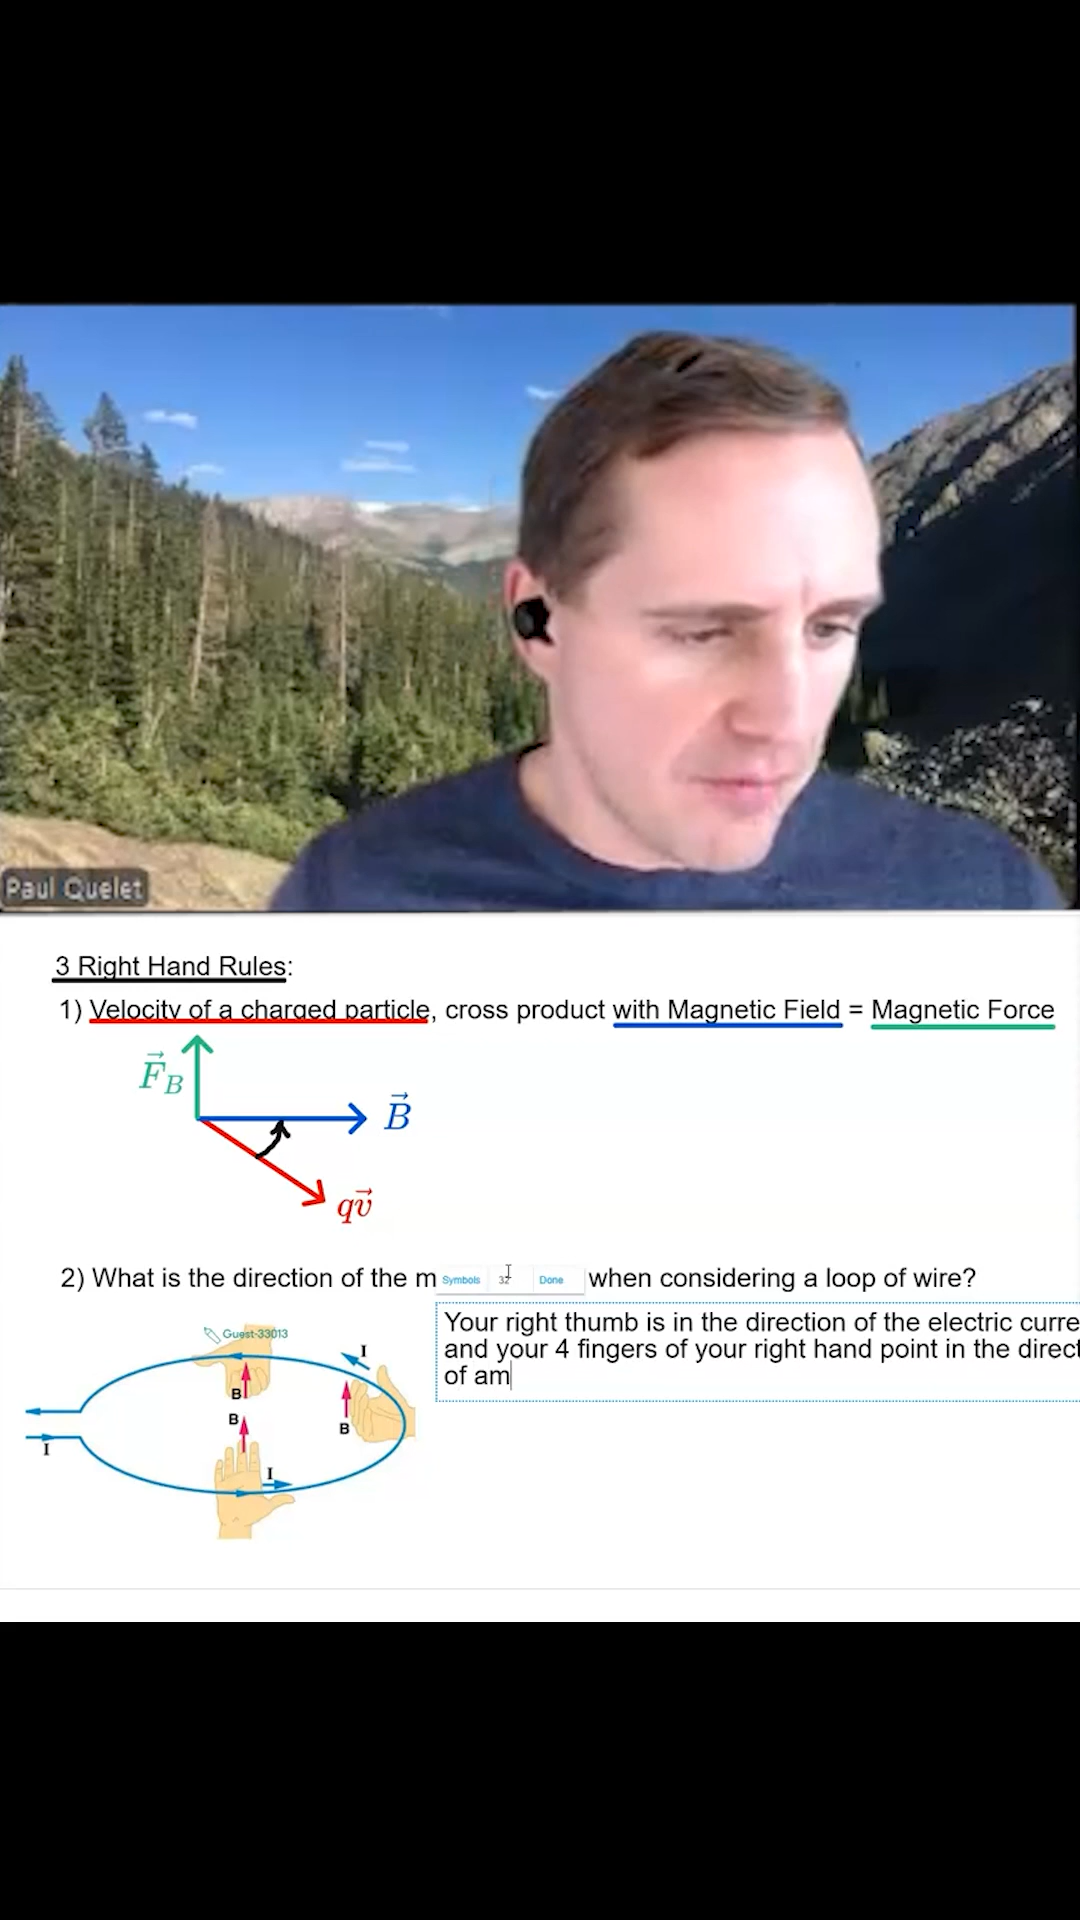 Paul Quelet
3 Right Hand Rules:
1) Velocity of a charged particle, cross product with Magnetic Field = Magnetic Force
F⃗B
B⃗
qv⃗
2) What is the direction of the m Symbols 32 Done when considering a loop of wire?
Your right thumb is in the direction of the electric curre
and your 4 fingers of your right hand point in the direct
of am
Guest-33013
I
B
B
B
I
I